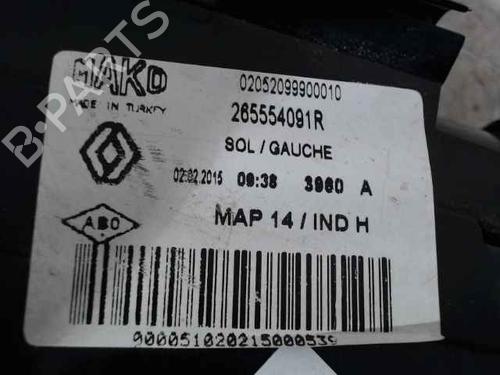 B-PARTS
MAKO
MADE IN TURKEY
02052099900010
265554091R
SOL / GAUCHE
02.02.2015 09:38 3960 A
ABO
MAP 14 / IND H
900051020215000539